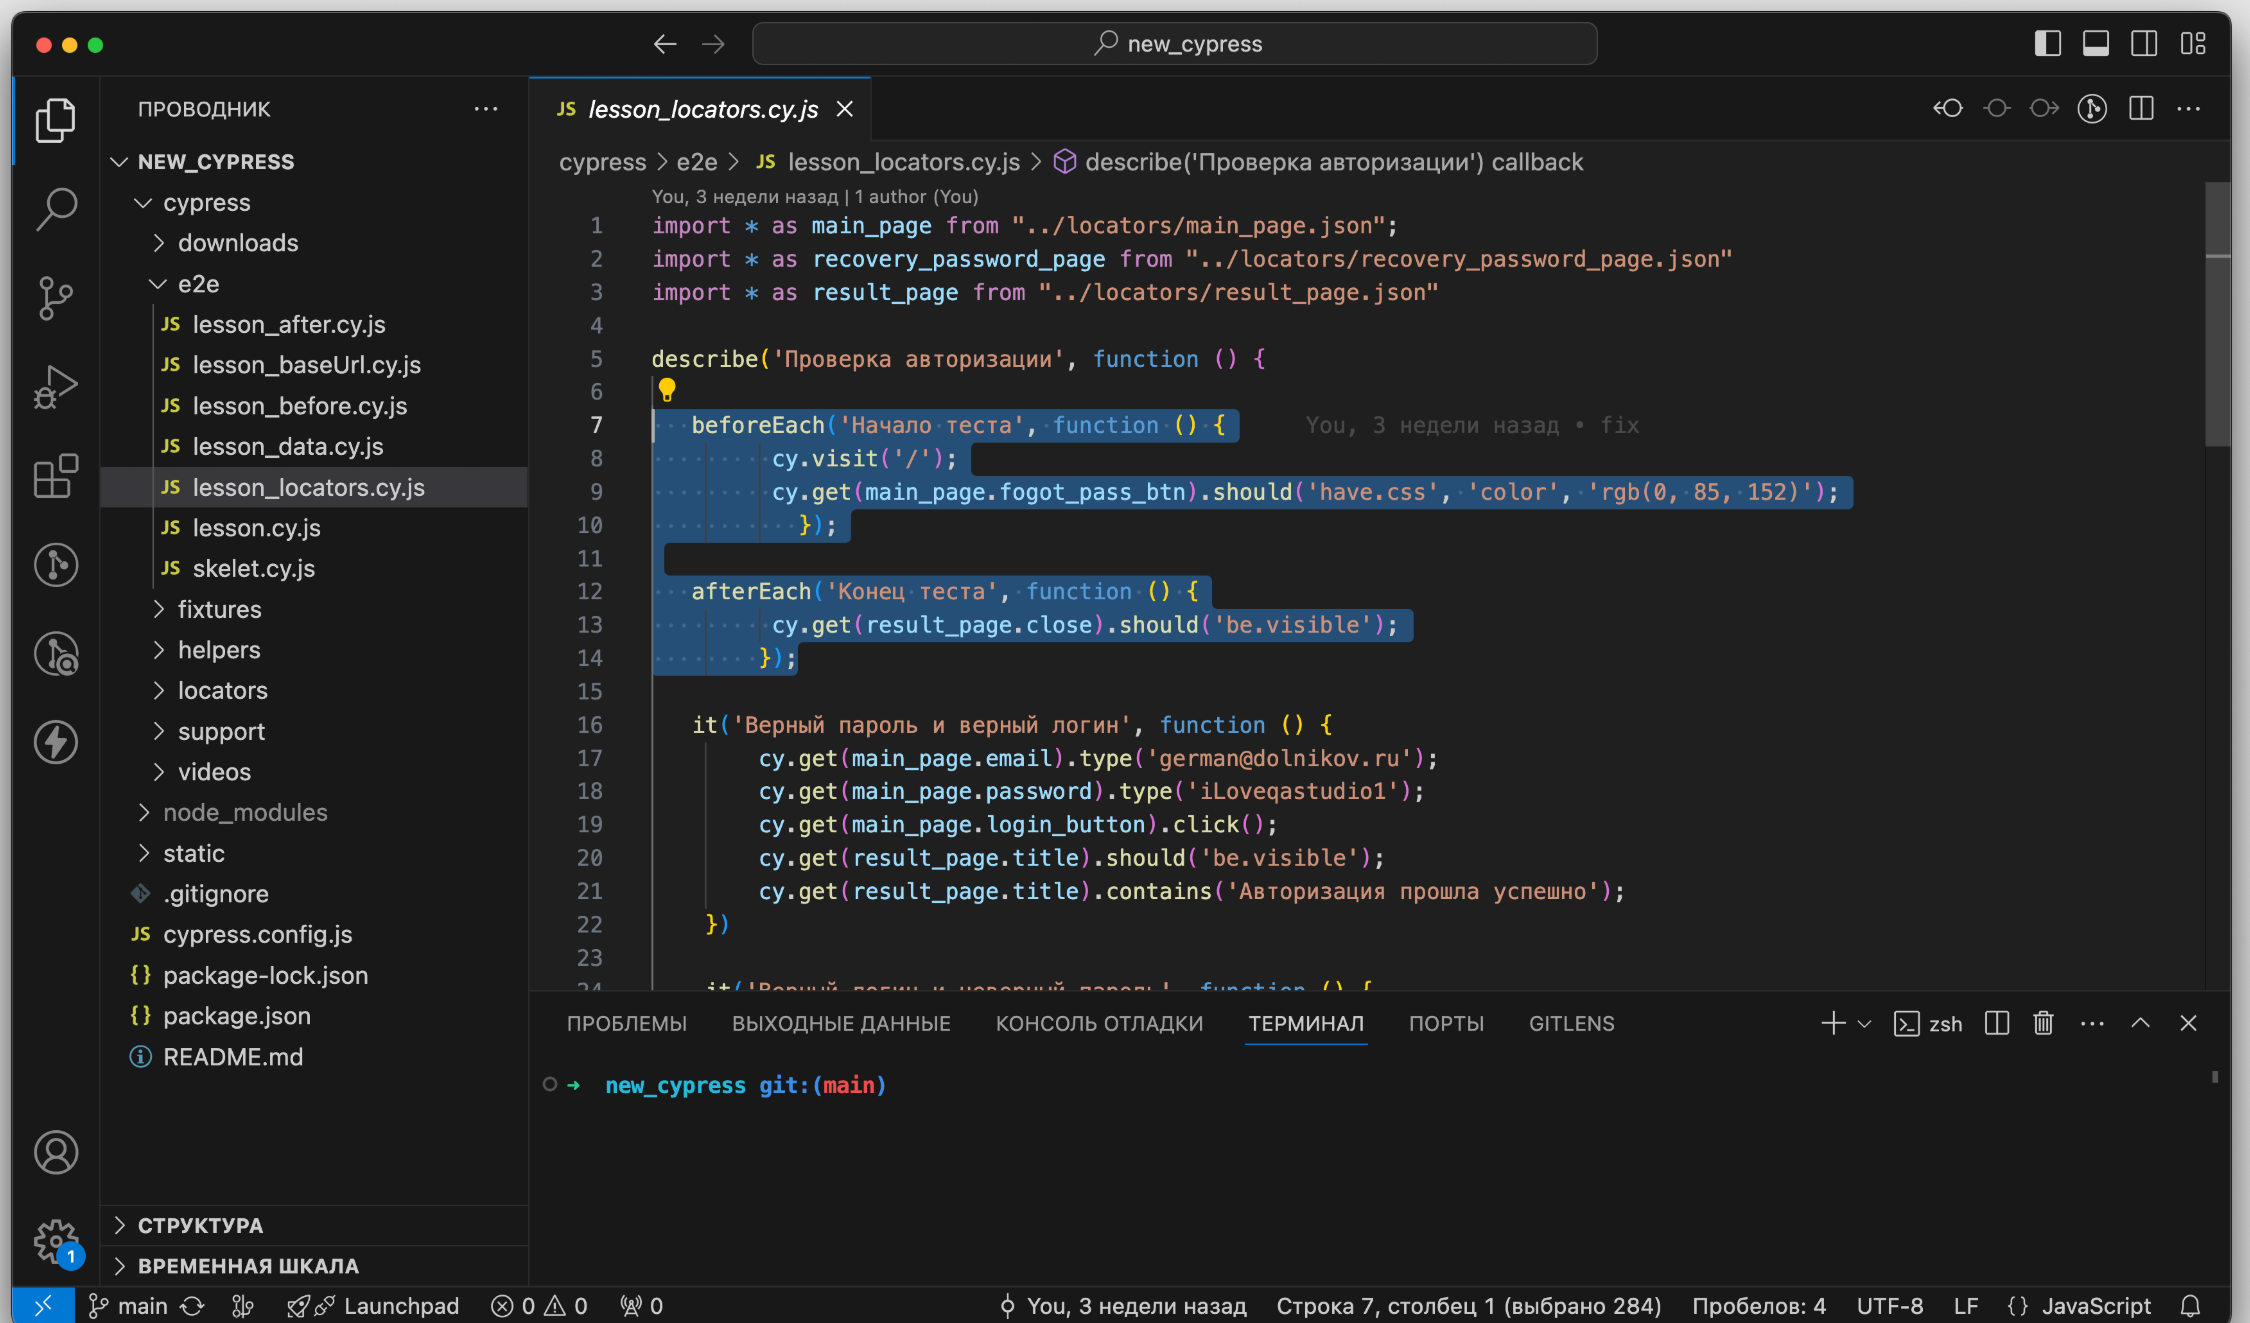 new_cypress
ПРОВОДНИК
NEW_CYPRESS
cypress
downloads
e2e
JS lesson_after.cy.js
JS lesson_baseUrl.cy.js
JS lesson_before.cy.js
JS lesson_data.cy.js
JS lesson_locators.cy.js
JS lesson.cy.js
JS skelet.cy.js
fixtures
helpers
locators
support
videos
node_modules
static
.gitignore
JS cypress.config.js
{} package-lock.json
{} package.json
README.md
СТРУКТУРА
ВРЕМЕННАЯ ШКАЛА
1
JS lesson_locators.cy.js
cypress > e2e > JS lesson_locators.cy.js > describe('Проверка авторизации') callback
You, 3 недели назад | 1 author (You)
1 import * as main_page from "../locators/main_page.json";
2 import * as recovery_password_page from "../locators/recovery_password_page.json"
3 import * as result_page from "../locators/result_page.json"
4
5 describe('Проверка авторизации', function () {
6
7 beforeEach('Начало теста', function () { You, 3 недели назад • fix
8 cy.visit('/');
9 cy.get(main_page.fogot_pass_btn).should('have.css', 'color', 'rgb(0, 85, 152)');
10 });
11
12 afterEach('Конец теста', function () {
13 cy.get(result_page.close).should('be.visible');
14 });
15
16 it('Верный пароль и верный логин', function () {
17 cy.get(main_page.email).type('german@dolnikov.ru');
18 cy.get(main_page.password).type('iLoveqastudio1');
19 cy.get(main_page.login_button).click();
20 cy.get(result_page.title).should('be.visible');
21 cy.get(result_page.title).contains('Авторизация прошла успешно');
22 })
23
24 it('Верный логин и неверный пароль', function () {
ПРОБЛЕМЫ ВЫХОДНЫЕ ДАННЫЕ КОНСОЛЬ ОТЛАДКИ ТЕРМИНАЛ ПОРТЫ GITLENS zsh
new_cypress git:(main)
main Launchpad 0 0 0 You, 3 недели назад Строка 7, столбец 1 (выбрано 284) Пробелов: 4 UTF-8 LF {} JavaScript